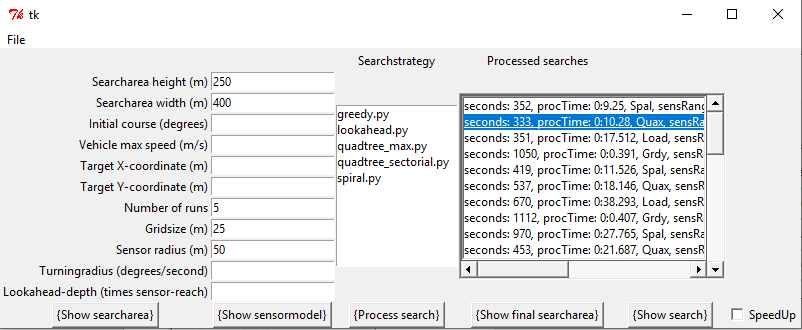 tk
File
Searchstrategy
Processed searches
Searcharea height (m) 250
Searcharea width (m) 400
Initial course (degrees)
Vehicle max speed (m/s)
Target X-coordinate (m)
Target Y-coordinate (m)
Number of runs 5
Gridsize (m) 25
Sensor radius (m) 50
Turningradius (degrees/second)
Lookahead-depth (times sensor-reach)
greedy.py
lookahead.py
quadtree_max.py
quadtree_sectorial.py
spiral.py
seconds: 352, procTime: 0:9.25, Spal, sensRang
seconds: 333, procTime: 0:10.28, Quax, sensRa
seconds: 351, procTime: 0:17.512, Load, sensR
seconds: 1050, procTime: 0:0.391, Grdy, sensRa
seconds: 419, procTime: 0:11.526, Spal, sensRa
seconds: 537, procTime: 0:18.146, Quax, sensR
seconds: 670, procTime: 0:38.293, Load, sensR
seconds: 1112, procTime: 0:0.407, Grdy, sensRa
seconds: 970, procTime: 0:27.765, Spal, sensRa
seconds: 453, procTime: 0:21.687, Quax, sensR
{Show searcharea}
{Show sensormodel}
{Process search}
{Show final searcharea}
{Show search}
SpeedUp